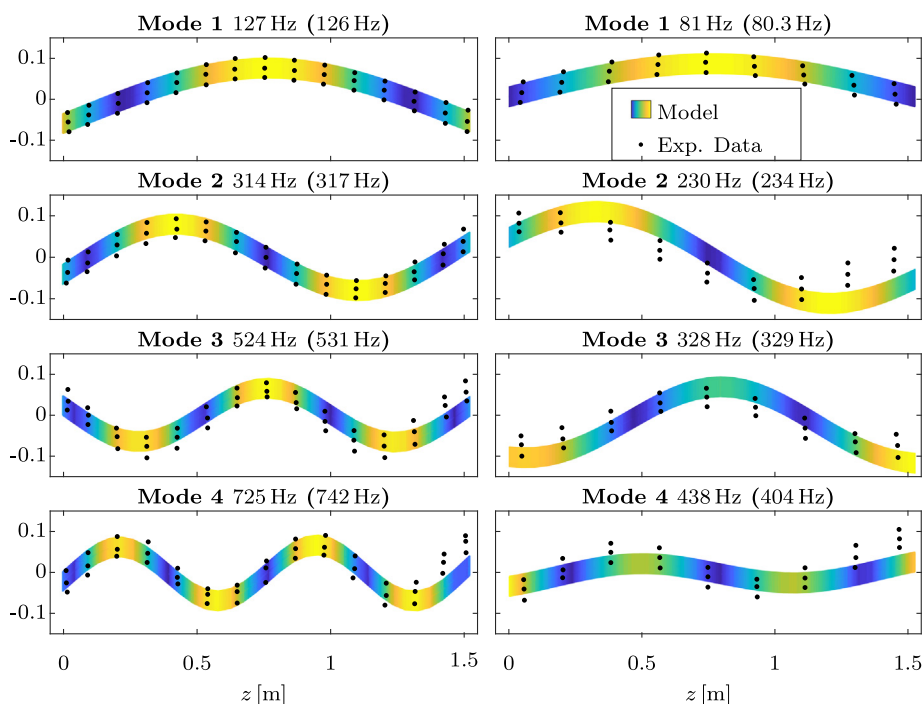 Mode 1 127 Hz (126 Hz)
Mode 1 81 Hz (80.3 Hz)
0.1
0
-0.1
Model
Exp. Data
Mode 2 314 Hz (317 Hz)
Mode 2 230 Hz (234 Hz)
0.1
0
-0.1
Mode 3 524 Hz (531 Hz)
Mode 3 328 Hz (329 Hz)
0.1
0
-0.1
Mode 4 725 Hz (742 Hz)
Mode 4 438 Hz (404 Hz)
0.1
0
-0.1
0 0.5 1 1.5
0 0.5 1 1.5
z [m]
z [m]